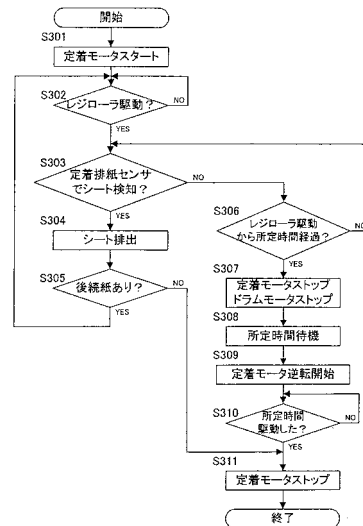 開始
S301
定着モータスタート
S302
レジローラ駆動？
NO
YES
S303
定着排紙センサ
でシート検知？
NO
YES
S304
シート排出
S305
後続紙あり？
NO
YES
S306
レジローラ駆動
から所定時間経過？
NO
YES
S307
定着モータストップ
ドラムモータストップ
S308
所定時間待機
S309
定着モータ逆転開始
S310
所定時間
駆動した？
NO
YES
S311
定着モータストップ
終了